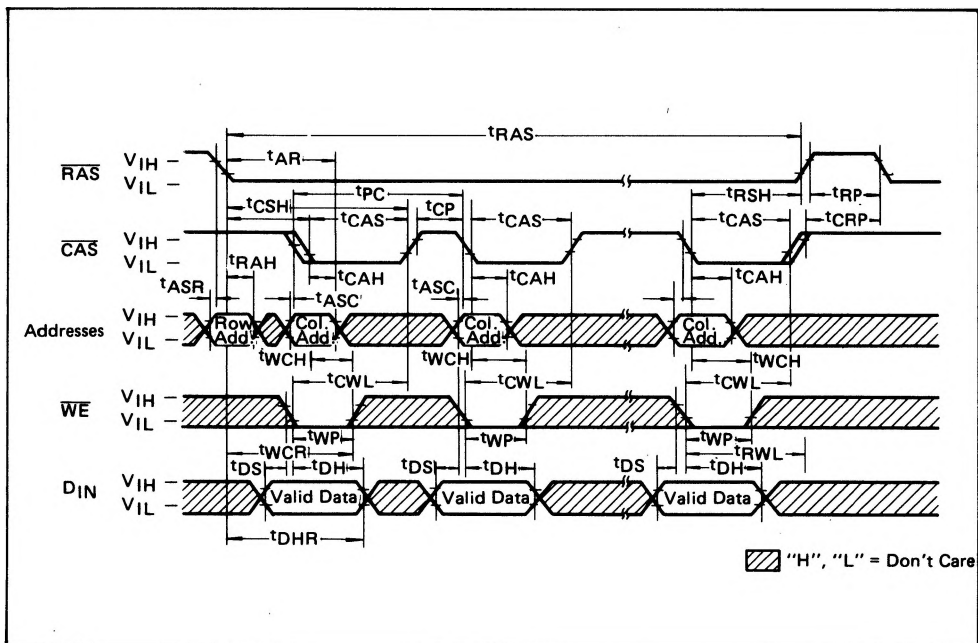 tRAS
RAS VIH
VIL
tAR
tPC
tRSH
tRP
tCSH
tCP
tCAS
tCAS
tCAS
tCRP
CAS VIH
VIL
tRAH
tCAH
tCAH
tCAH
tASR
tASC
tASC
Addresses VIH
VIL
Row Add.
Col. Add.
Col. Add.
Col. Add.
tWCH
tWCH
tWCH
tCWL
tCWL
tCWL
WE VIH
VIL
tWP
tWP
tWP
tWCR
tRWL
tDS
tDH
tDS
tDH
tDS
tDH
DIN VIH
VIL
Valid Data
Valid Data
Valid Data
tDHR
"H", "L" = Don't Care